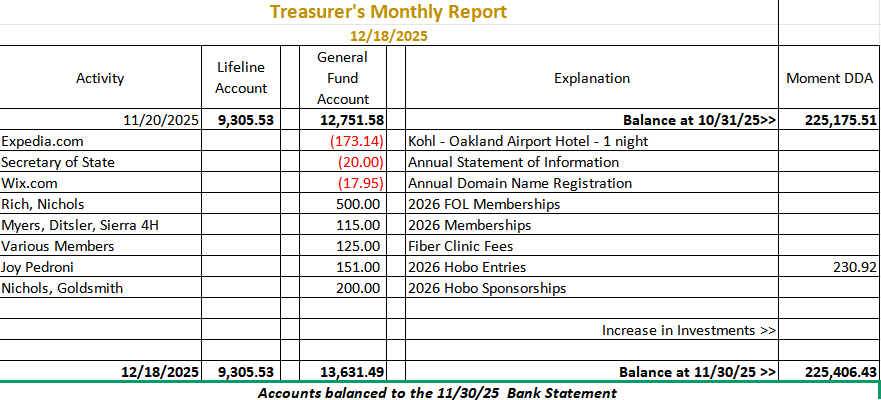 Treasurer's Monthly Report
12/18/2025
Activity Lifeline Account General Fund Account Explanation Moment DDA
11/20/2025 9,305.53 12,751.58 Balance at 10/31/25>> 225,175.51
Expedia.com (173.14) Kohl - Oakland Airport Hotel - 1 night
Secretary of State (20.00) Annual Statement of Information
Wix.com (17.95) Annual Domain Name Registration
Rich, Nichols 500.00 2026 FOL Memberships
Myers, Ditsler, Sierra 4H 115.00 2026 Memberships
Various Members 125.00 Fiber Clinic Fees
Joy Pedroni 151.00 2026 Hobo Entries 230.92
Nichols, Goldsmith 200.00 2026 Hobo Sponsorships
Increase in Investments >>
12/18/2025 9,305.53 13,631.49 Balance at 11/30/25 >> 225,406.43
Accounts balanced to the 11/30/25 Bank Statement